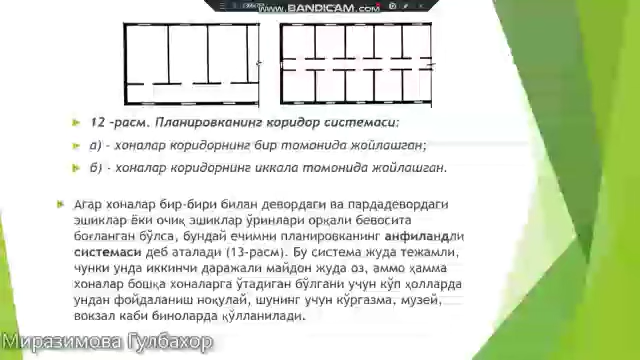 www.BANDICAM.com
12 -расм. Планировканинг коридор системаси:
а) - хоналар коридорнинг бир томонида жойлашган;
б) - хоналар коридорнинг иккала томонида жойлашган.
Агар хоналар бир-бири билан девордаги ва пардадевордаги
эшиклар ёки очиқ эшиклар ўринлари орқали бевосита
боғланган бўлса, бундай ечимни планировканинг анфиландли
системаси деб аталади (13-расм). Бу система жуда тежамли,
чунки унда иккинчи даражали майдон жуда оз, аммо ҳамма
хоналар бошқа хоналарга ўтадиган бўлгани учун кўп ҳолларда
ундан фойдаланиш ноқулай, шунинг учун кўргазма, музей,
вокзал каби биноларда қўлланилади.
Миразимова Гулбахор